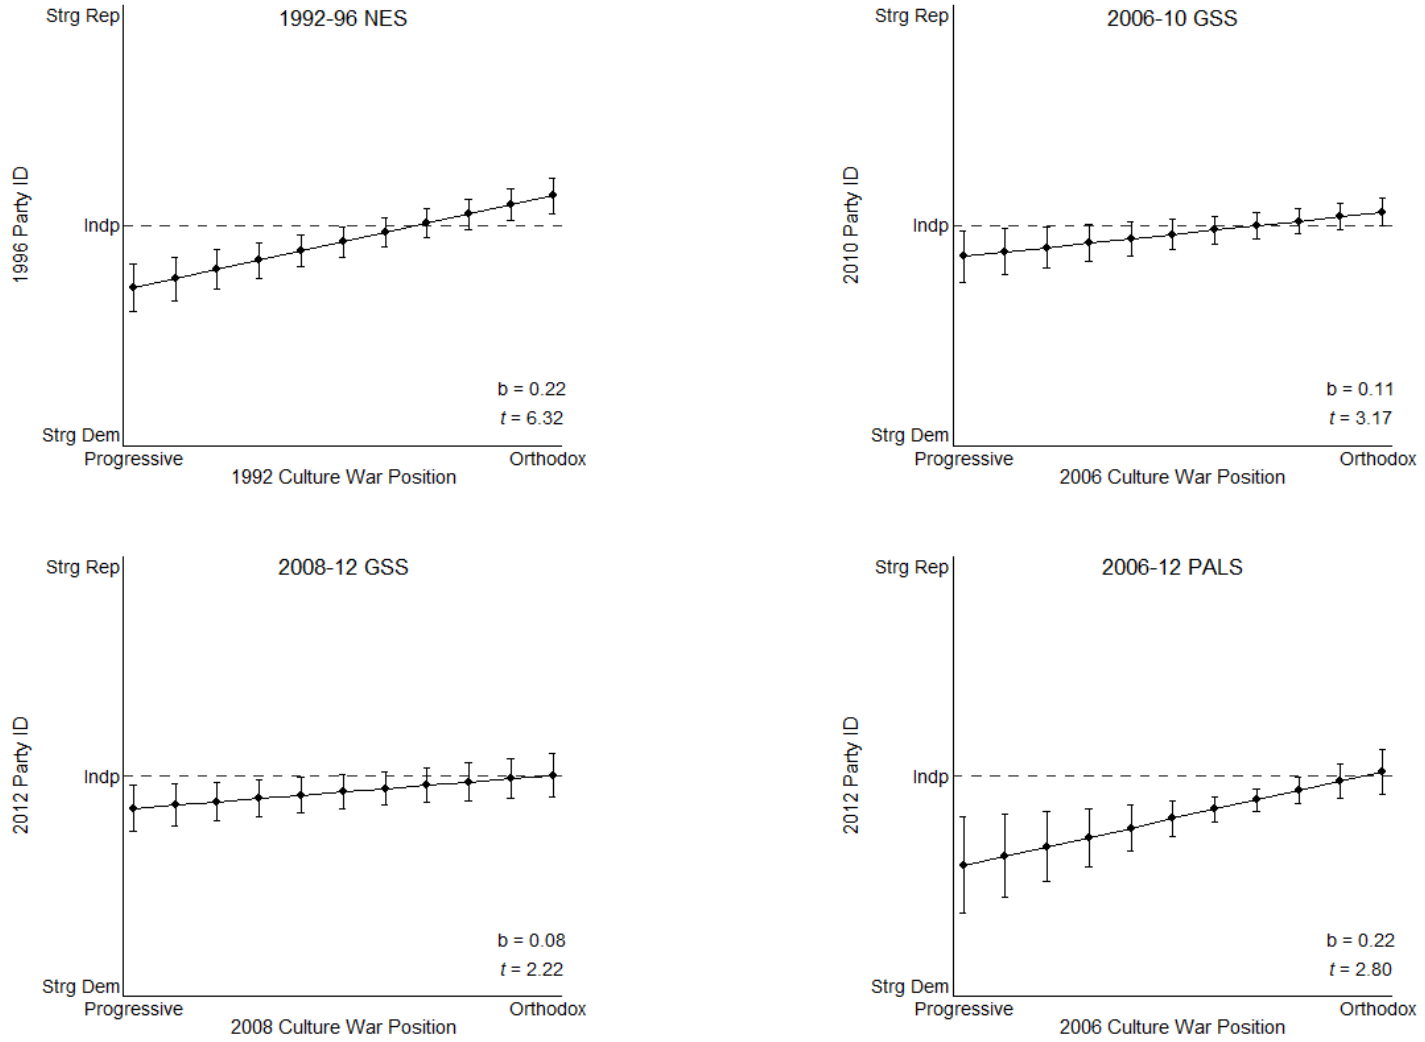 1992-96 NES
Strg Rep
Indp
Strg Dem
1996 Party ID
b = 0.22
t = 6.32
Progressive
Orthodox
1992 Culture War Position
2006-10 GSS
Strg Rep
Indp
Strg Dem
2010 Party ID
b = 0.11
t = 3.17
Progressive
Orthodox
2006 Culture War Position
2008-12 GSS
Strg Rep
Indp
Strg Dem
2012 Party ID
b = 0.08
t = 2.22
Progressive
Orthodox
2008 Culture War Position
2006-12 PALS
Strg Rep
Indp
Strg Dem
2012 Party ID
b = 0.22
t = 2.80
Progressive
Orthodox
2006 Culture War Position